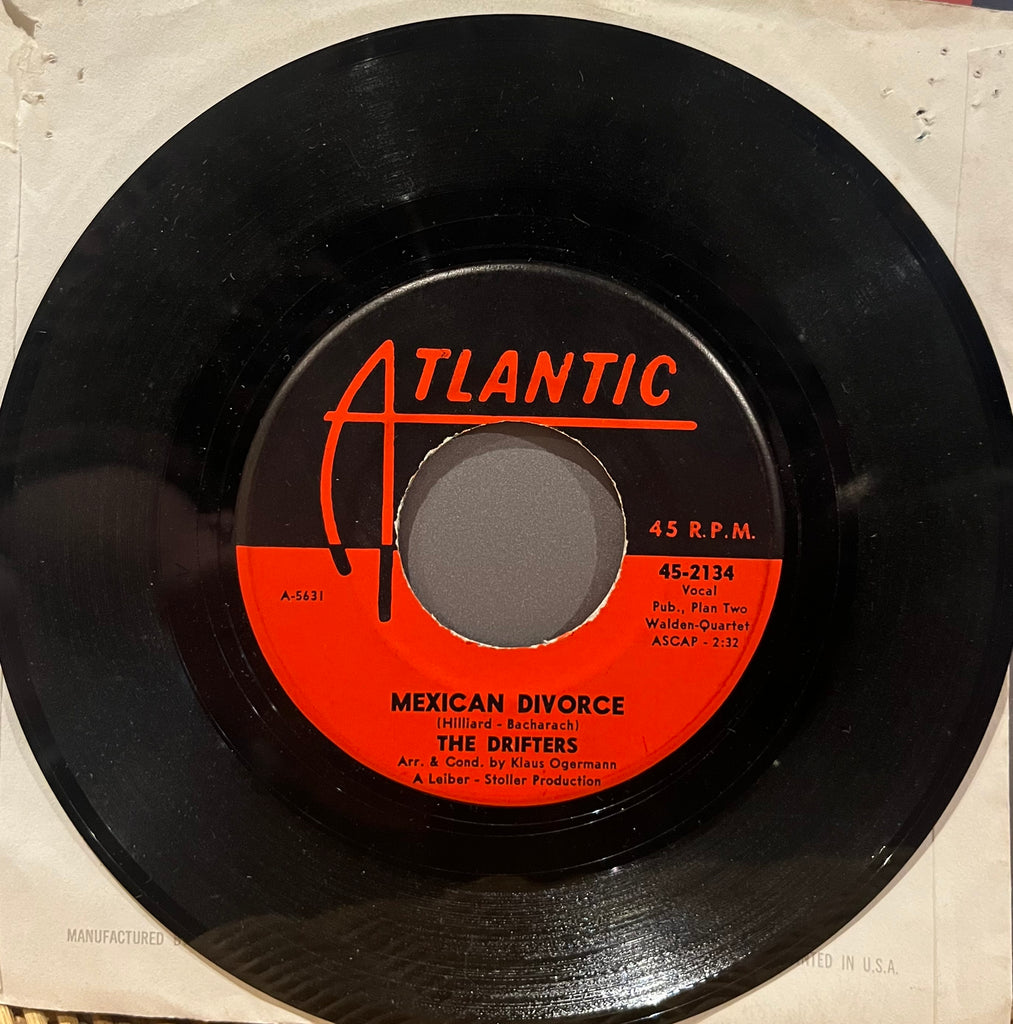 ATLANTIC
45 R.P.M.
45-2134
Vocal
Pub., Plan Two
Walden-Quartet
ASCAP - 2:32
A-5631
MEXICAN DIVORCE
(Hilliard - Bacharach)
THE DRIFTERS
Arr. & Cond. by Klaus Ogermann
A Leiber - Stoller Production
MANUFACTURED
IN U.S.A.